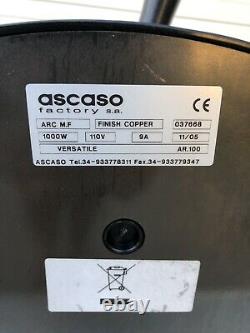 ascaso
factory s.a.
CE
ARC M.F FINISH COPPER 037668
1000W 110V 9A 11/05
VERSATILE AR.100
ASCASO Tel.34-933778311 Fax.34-933779347